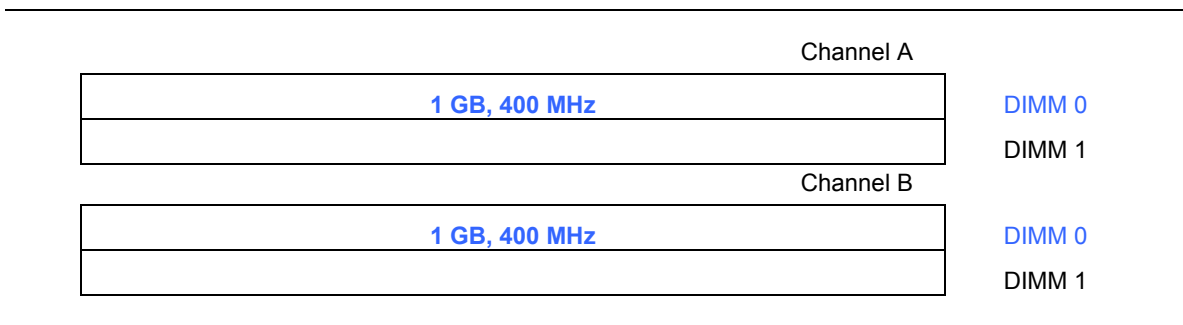 Channel A
1 GB, 400 MHz DIMM 0
DIMM 1
Channel B
1 GB, 400 MHz DIMM 0
DIMM 1